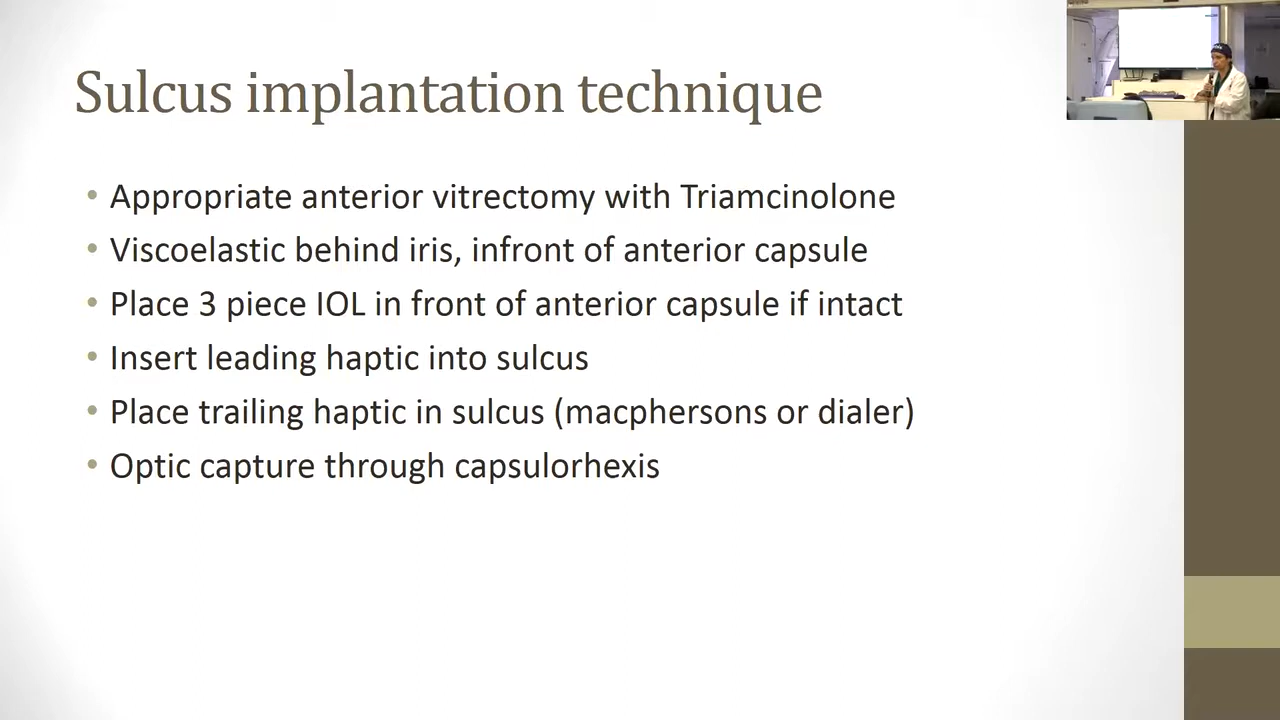 Sulcus implantation technique
• Appropriate anterior vitrectomy with Triamcinolone
• Viscoelastic behind iris, infront of anterior capsule
• Place 3 piece IOL in front of anterior capsule if intact
• Insert leading haptic into sulcus
• Place trailing haptic in sulcus (macphersons or dialer)
• Optic capture through capsulorhexis